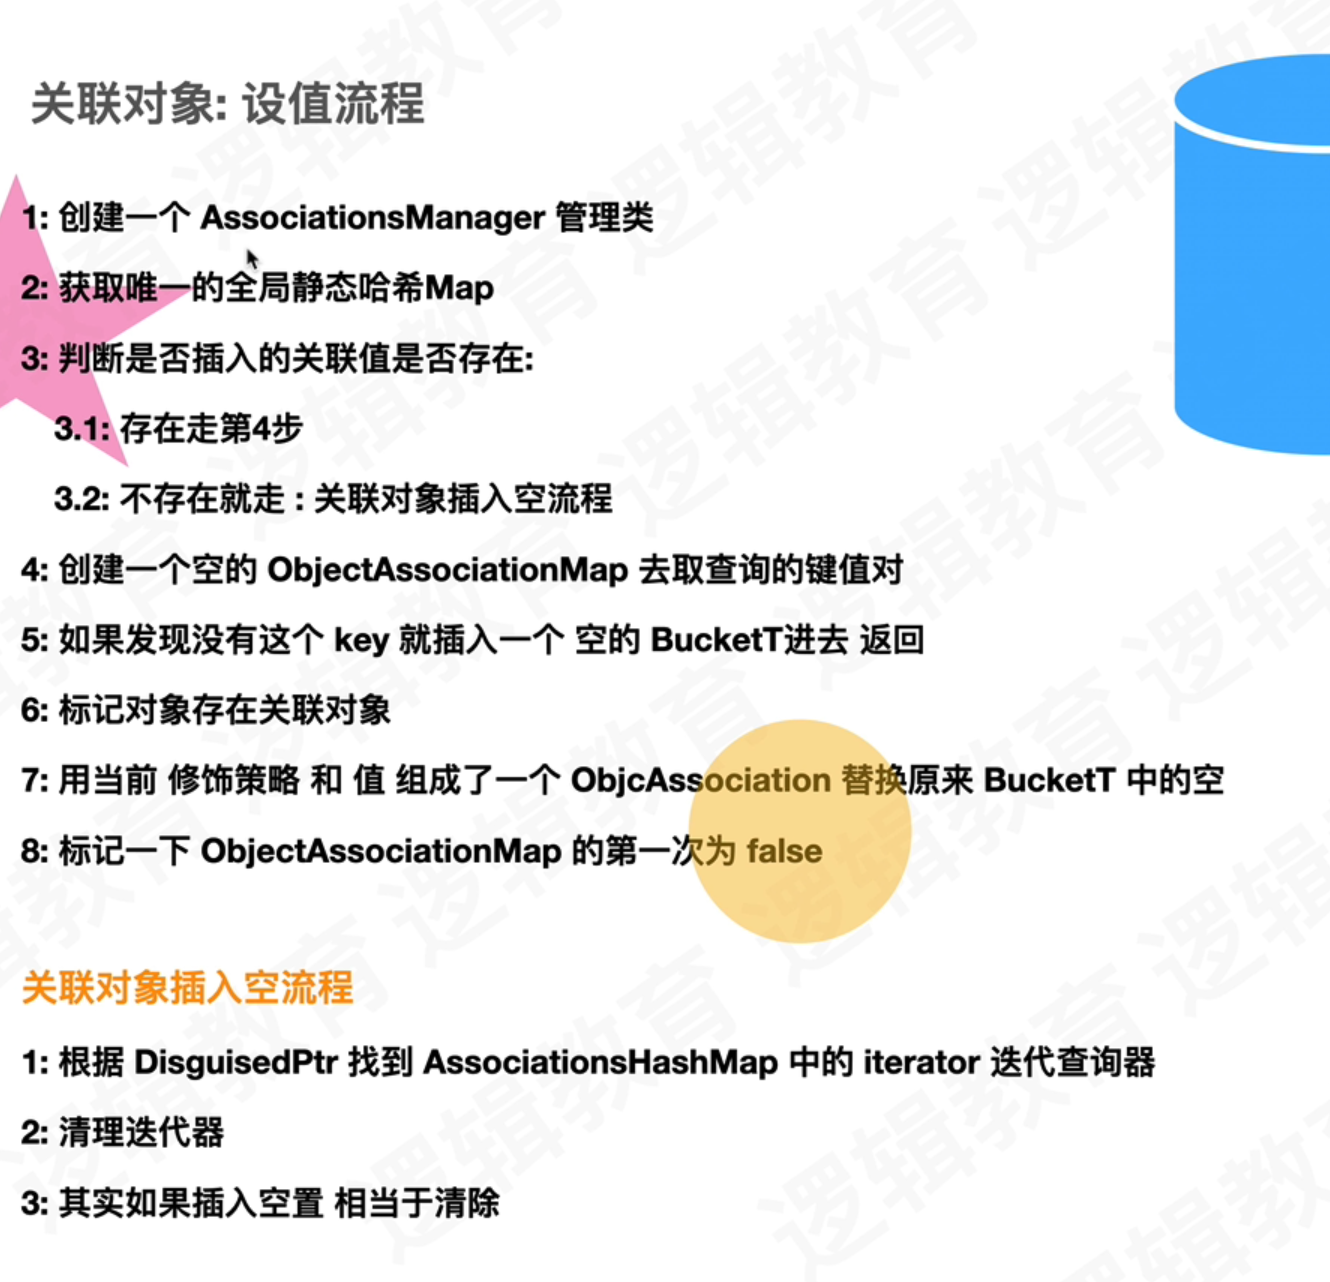 关联对象: 设值流程
1: 创建一个 AssociationsManager 管理类
2: 获取唯一的全局静态哈希Map
3: 判断是否插入的关联值是否存在:
3.1: 存在走第4步
3.2: 不存在就走 : 关联对象插入空流程
4: 创建一个空的 ObjectAssociationMap 去取查询的键值对
5: 如果发现没有这个 key 就插入一个 空的 BucketT进去 返回
6: 标记对象存在关联对象
7: 用当前 修饰策略 和 值 组成了一个 ObjcAssociation 替换原来 BucketT 中的空
8: 标记一下 ObjectAssociationMap 的第一次为 false
关联对象插入空流程
1: 根据 DisguisedPtr 找到 AssociationsHashMap 中的 iterator 迭代查询器
2: 清理迭代器
3: 其实如果插入空置 相当于清除